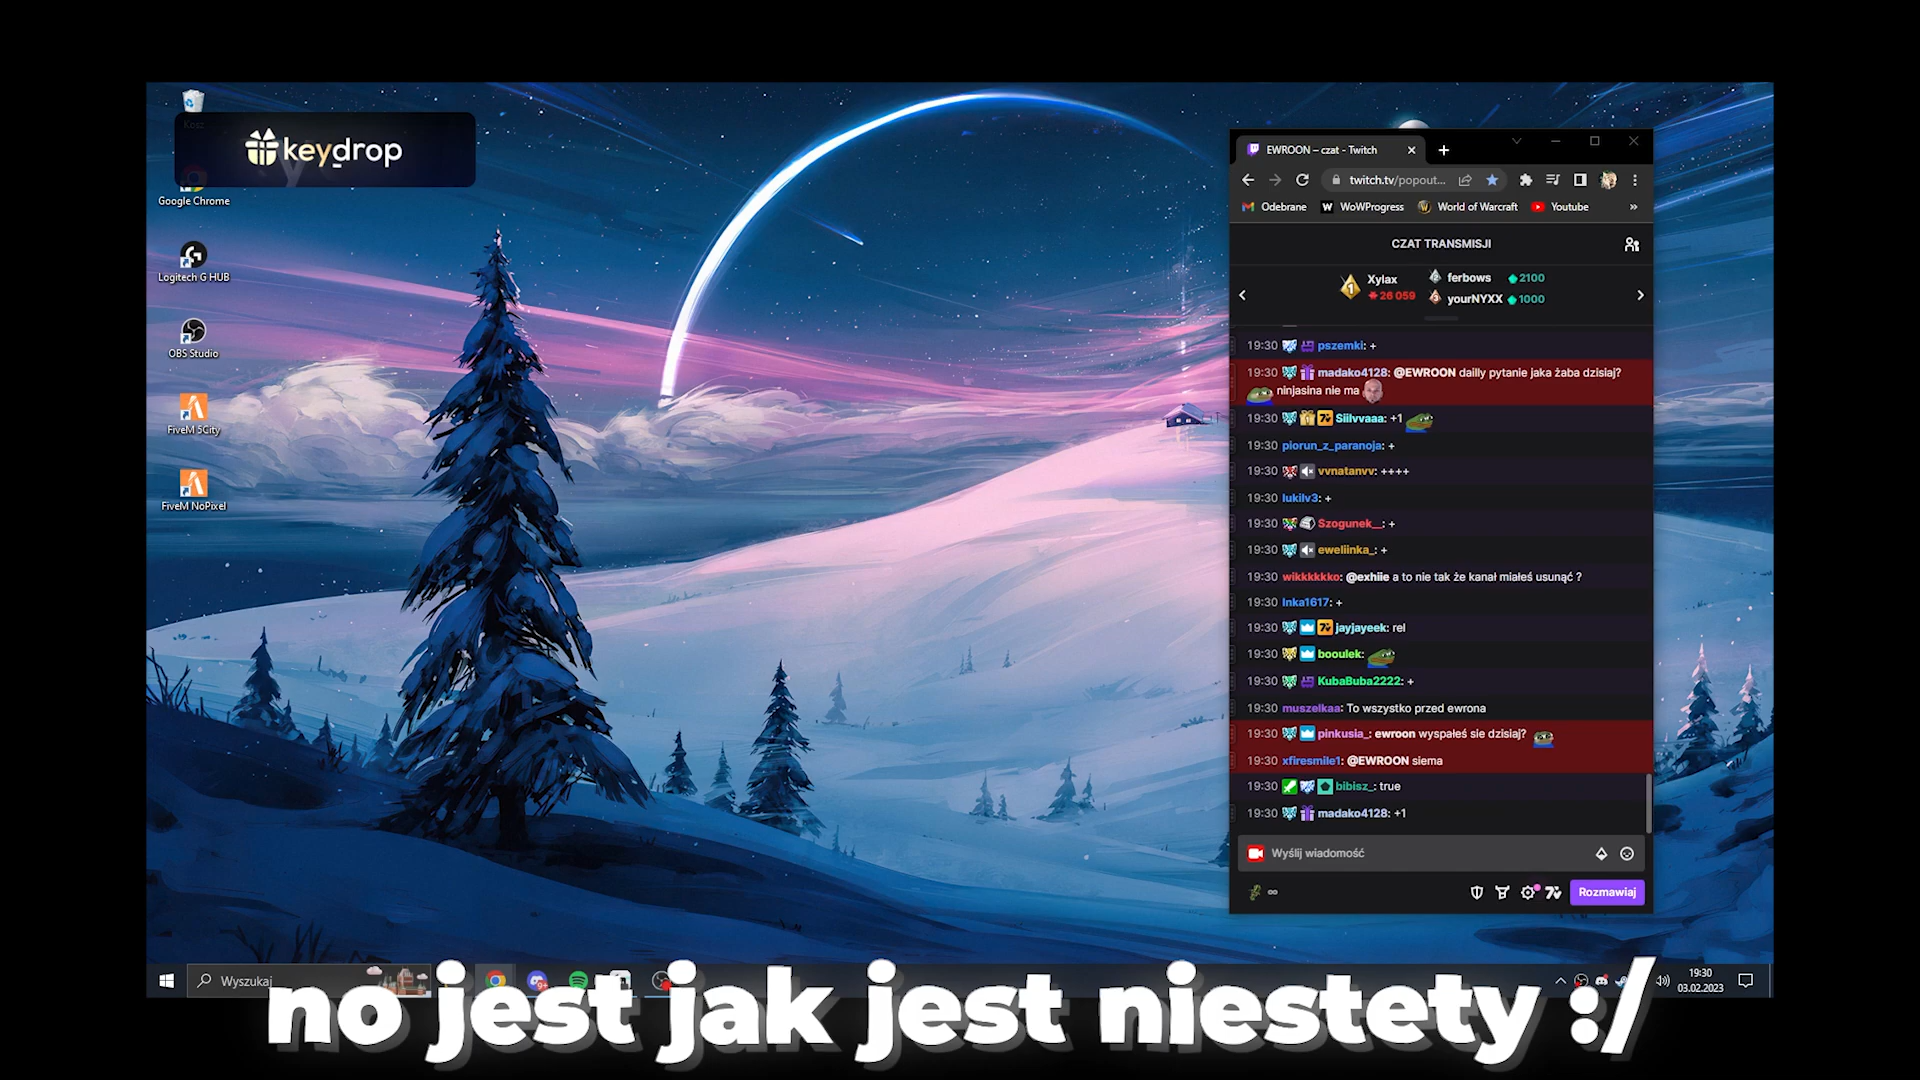 Kosz
keydrop
Google Chrome
Logitech G HUB
OBS Studio
FiveM 5City
FiveM NoPixel
EWROON – czat - Twitch
twitch.tv/popout...
Odebrane WoWProgress World of Warcraft Youtube »
CZAT TRANSMISJI
1 Xylax 26 059
2 ferbows 2100
3 yourNYXX 1000
19:30 pszemki: +
19:30 madako4128: @EWROON dailly pytanie jaka żaba dzisiaj?
ninjasina nie ma
19:30 Siilvvaaa: +1
19:30 piorun_z_paranoja: +
19:30 vvnatanvv: ++++
19:30 lukilv3: +
19:30 Szogunek__: +
19:30 eweliinka_: +
19:30 wikkkkkko: @exhiie a to nie tak że kanał miałeś usunąć ?
19:30 Inka1617: +
19:30 jayjayeek: rel
19:30 booulek:
19:30 KubaBuba2222: +
19:30 muszelkaa: To wszystko przed ewrona
19:30 pinkusia_: ewroon wyspałeś sie dzisiaj?
19:30 xfiresmile1: @EWROON siema
19:30 bibisz_: true
19:30 madako4128: +1
Wyślij wiadomość
∞ Rozmawiaj
Wyszukaj
19:30
03.02.2023
no jest jak jest niestety :/